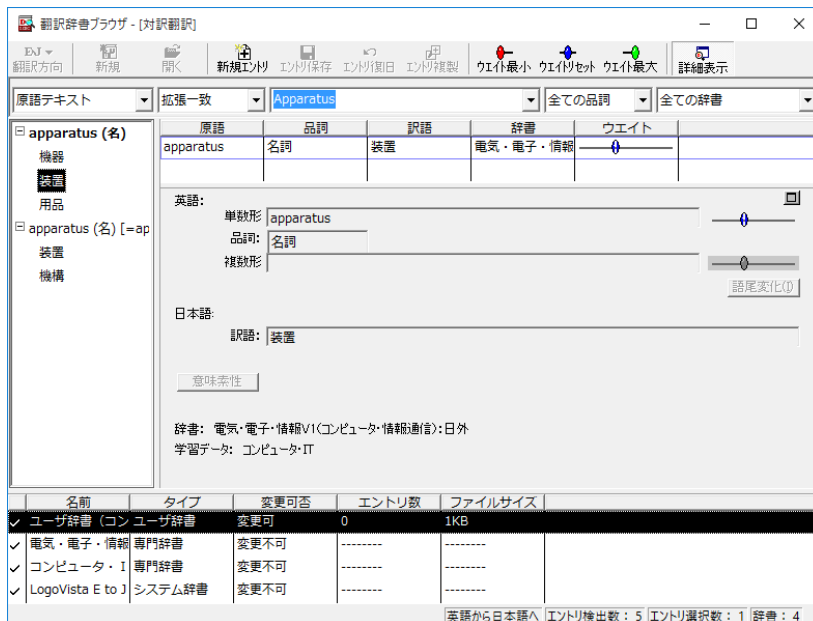 翻訳辞書ブラウザ - [対訳翻訳]
EXJ
翻訳方向 新規 開く 新規エントリ エントリ保存 エントリ復旧 エントリ複製 ウエイト最小 ウエイトリセット ウエイト最大 詳細表示
原語テキスト 拡張一致 Apparatus 全ての品詞 全ての辞書
apparatus (名)
機器
装置
用品
apparatus (名) [=ap
装置
機構
原語 品詞 訳語 辞書 ウエイト
apparatus 名詞 装置 電気・電子・情報
英語:
単数形 apparatus
品詞: 名詞
複数形
語尾変化(I)
日本語:
訳語: 装置
意味素性
辞書: 電気・電子・情報V1(コンピュータ・情報通信):日外
学習データ: コンピュータ・IT
名前 タイプ 変更可否 エントリ数 ファイルサイズ
ユーザ辞書（コン ユーザ辞書 変更可 0 1KB
電気・電子・情報 専門辞書 変更不可 -------- --------
コンピュータ・I 専門辞書 変更不可 -------- --------
LogoVista E to J システム辞書 変更不可 -------- --------
英語から日本語へ エントリ検出数: 5 エントリ選択数: 1 辞書: 4